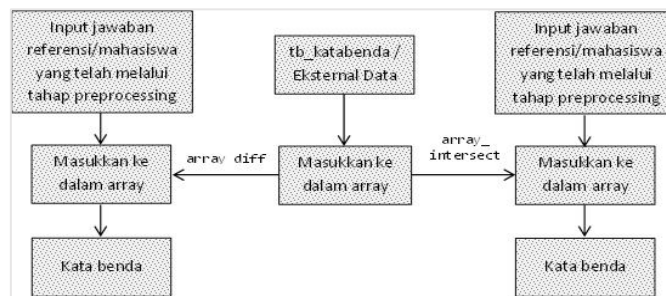 Input jawaban
referensi/mahasiswa
yang telah melalui
tahap preprocessing
tb_katabenda /
Eksternal Data
Input jawaban
referensi/mahasiswa
yang telah melalui
tahap preprocessing
Masukkan ke
dalam array
array diff
Masukkan ke
dalam array
array_
intersect
Masukkan ke
dalam array
Kata benda
Kata benda